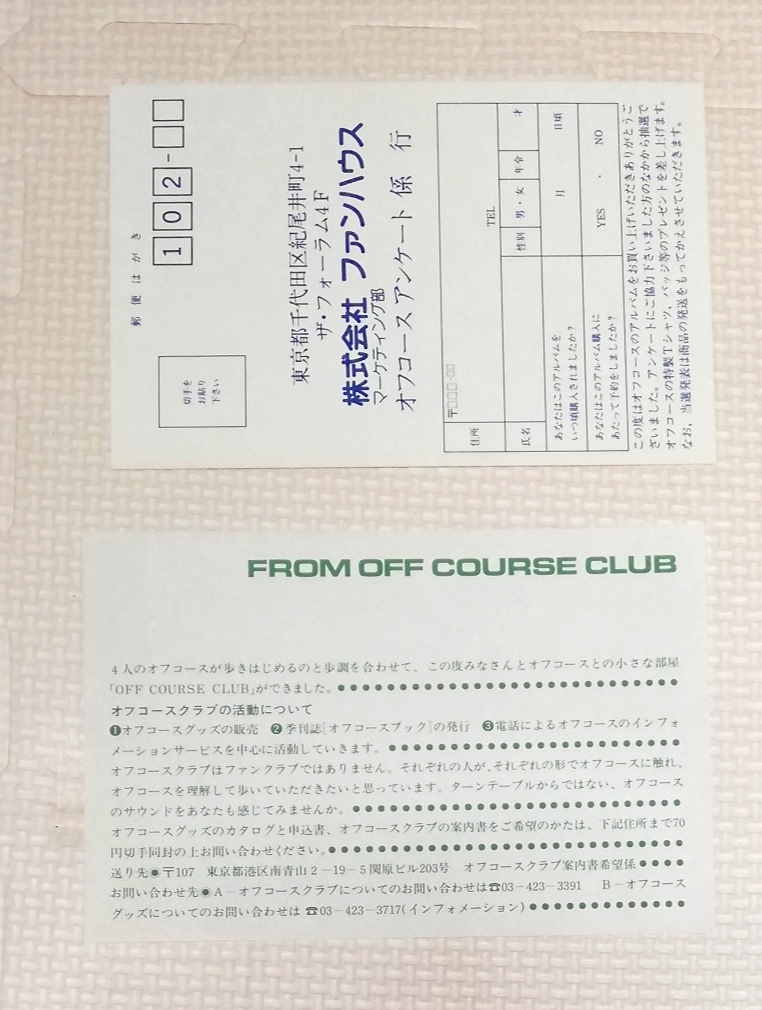 郵便はがき
102-
切手を
お貼り
下さい
東京都千代田区紀尾井町4-1
ザ・フォーラム4F
株式会社 ファンハウス
マーケティング部
オフコース アンケート 係 行
住所 〒□□□-□□ TEL
氏名 性別 男・女 年令 才
あなたはこのアルバムを
いつ頃購入されましたか? 月 日頃
あなたはこのアルバム購入に
あたって予約をしましたか? YES ・ NO
この度はオフコースのアルバムをお買い上げいただきありがとうご
ざいました。アンケートにご協力下さいました方のなかから抽選で
オフコースの特製Tシャツ、バッジ等のプレゼントを差し上げます。
なお、当選発表は商品の発送をもってかえさせていただきます。
FROM OFF COURSE CLUB
4人のオフコースが歩きはじめるのと歩調を合わせて、この度みなさんとオフコースとの小さな部屋
「OFF COURSE CLUB」ができました。●●●●●●●●●●●●●●●●●●●●●●●●●
オフコースクラブの活動について
❶オフコースグッズの販売 ❷季刊誌[オフコースブック]の発行 ❸電話によるオフコースのインフォ
メーションサービスを中心に活動していきます。●●●●●●●●●●●●●●●●●●●●●
オフコースクラブはファンクラブではありません。それぞれの人が、それぞれの形でオフコースに触れ、
オフコースを理解して歩いていただきたいと思っています。ターンテーブルからではない、オフコース
のサウンドをあなたも感じてみませんか。●●●●●●●●●●●●●●●●●●●●●●●●
オフコースグッズのカタログと申込書、オフコースクラブの案内書をご希望のかたは、下記住所まで70
円切手同封の上お問い合わせください。●●●●●●●●●●●●●●●●●●●●●●●●●●
送り先◉〒107 東京都港区南青山2-19-5関原ビル203号 オフコースクラブ案内書希望係●●●●
お問い合わせ先◉A-オフコースクラブについてのお問い合わせは☎03-423-3391 B-オフコース
グッズについてのお問い合わせは ☎03-423-3717(インフォメーション)●●●●●●●●●●●●